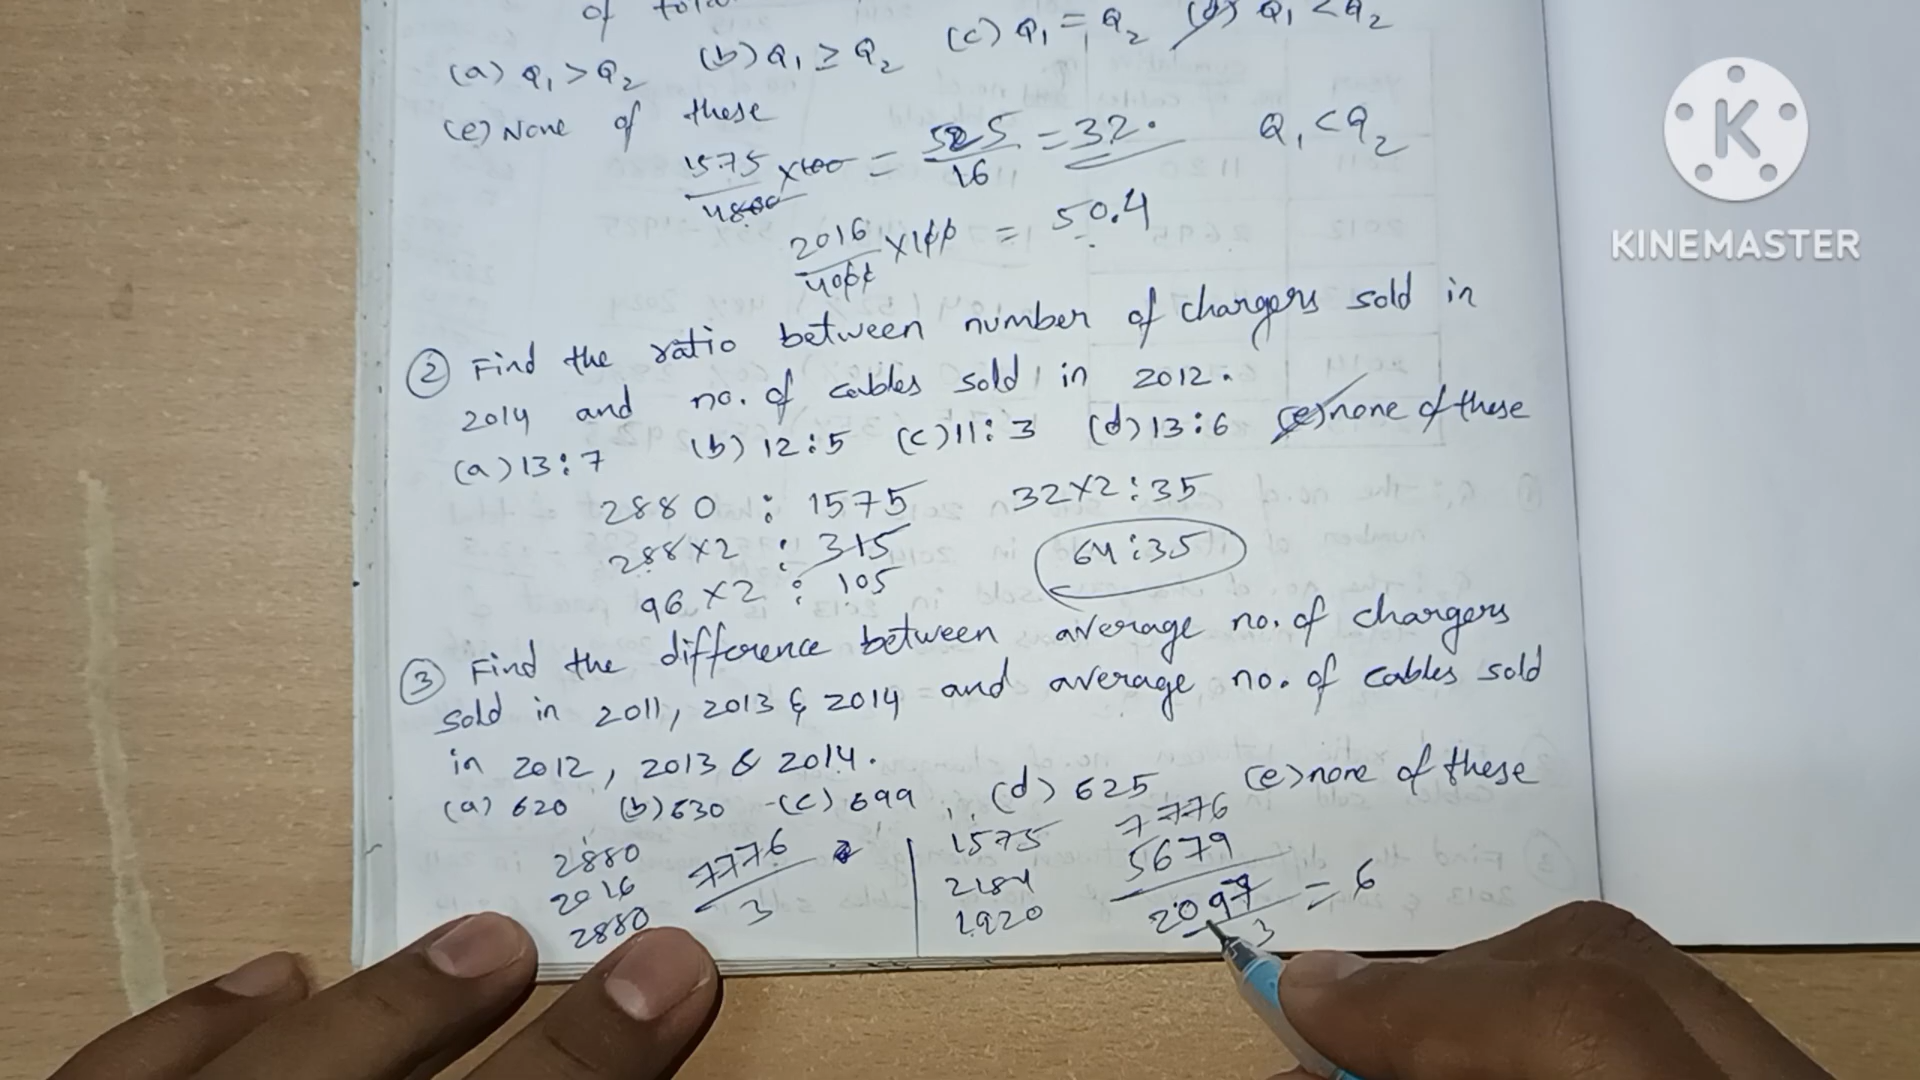 of total
(a) Q1 > Q2 (b) Q1 ≥ Q2 (c) Q1 = Q2 (d) Q1 < Q2
(e) None of these
1575/4800 × 100 = 525/16 = 32. Q1 < Q2
2016/4000 × 100 = 50.4
K
KINEMASTER
② Find the ratio between number of chargers sold in
2014 and no. of cables sold in 2012.
(a) 13:7 (b) 12:5 (c) 11:3 (d) 13:6 (e) none of these
2880 : 1575 32×2:35
288×2 : 315 64:35
96×2 : 105
③ Find the difference between average no. of chargers
sold in 2011, 2013 & 2014 and average no. of cables sold
in 2012, 2013 & 2014.
(a) 620 (b) 630 (c) 699 (d) 625 (e) none of these
2880 7776/3 1575 7776
2016 2184 5679
2880 1920 2097/3 = 6